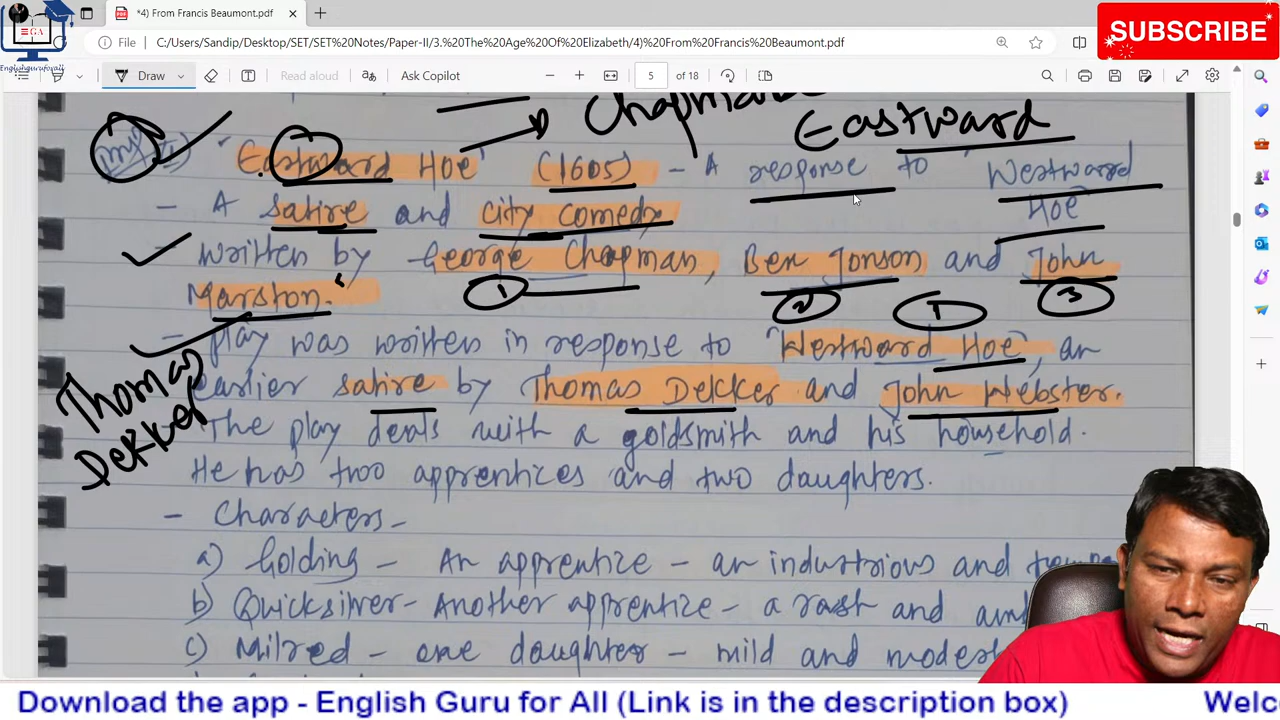 *4) From Francis Beaumont.pdf
File C:/Users/Sandip/Desktop/SET/SET%20Notes/Paper-II/3.%20The%20Age%20Of%20Elizabeth/4)%20From%20Francis%20Beaumont.pdf
SUBSCRIBE
EGA
Englishguruforall
Draw Read aloud Ask Copilot 5 of 18
Chapman
Eastward
Imp "Eastward Hoe" (1605) - A response to 'Westward
Hoe
- A satire and city comedy
- written by George Chapman, Ben Jonson and John
Marston.
- Play was written in response to 'Westward Hoe', an
earlier satire by Thomas Dekker and John Webster.
Thomas
Dekker
- The play deals with a goldsmith and his household.
He has two apprentices and two daughters.
- Characters -
a) Golding - An apprentice - an industrious and
b) Quicksilver - Another apprentice - a rash and
c) Milred - one daughter - mild and modest
1
2
1
3
Download the app - English Guru for All (Link is in the description box) Welc